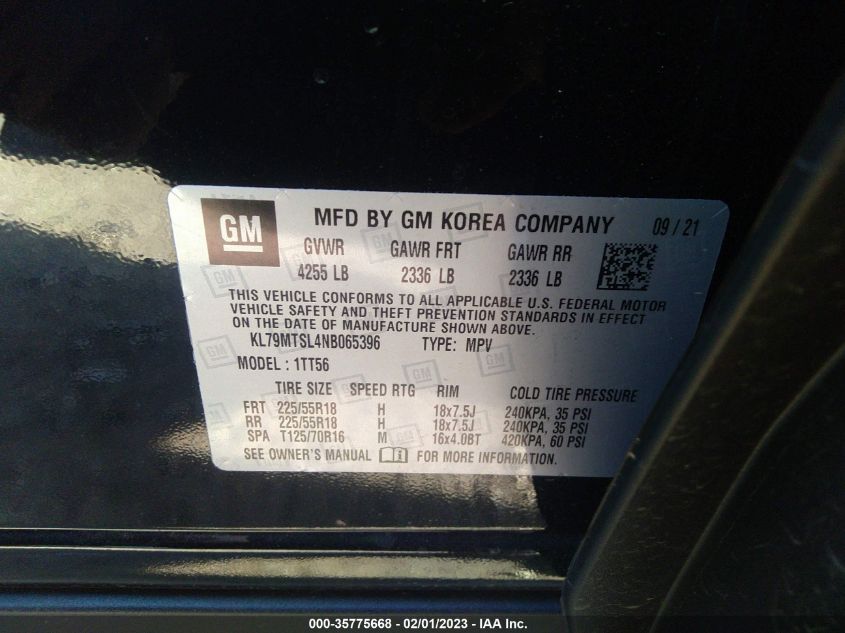 GM MFD BY GM KOREA COMPANY 09 / 21
GVWR GAWR FRT GAWR RR
4255 LB 2336 LB 2336 LB
THIS VEHICLE CONFORMS TO ALL APPLICABLE U.S. FEDERAL MOTOR
VEHICLE SAFETY AND THEFT PREVENTION STANDARDS IN EFFECT
ON THE DATE OF MANUFACTURE SHOWN ABOVE.
KL79MTSL4NB065396 TYPE: MPV
MODEL : 1TT56
TIRE SIZE SPEED RTG RIM COLD TIRE PRESSURE
FRT 225/55R18 H 18x7.5J 240KPA, 35 PSI
RR 225/55R18 H 18x7.5J 240KPA, 35 PSI
SPA T125/70R16 M 16x4.0BT 420KPA, 60 PSI
SEE OWNER'S MANUAL FOR MORE INFORMATION.
000-35775668 - 02/01/2023 - IAA Inc.